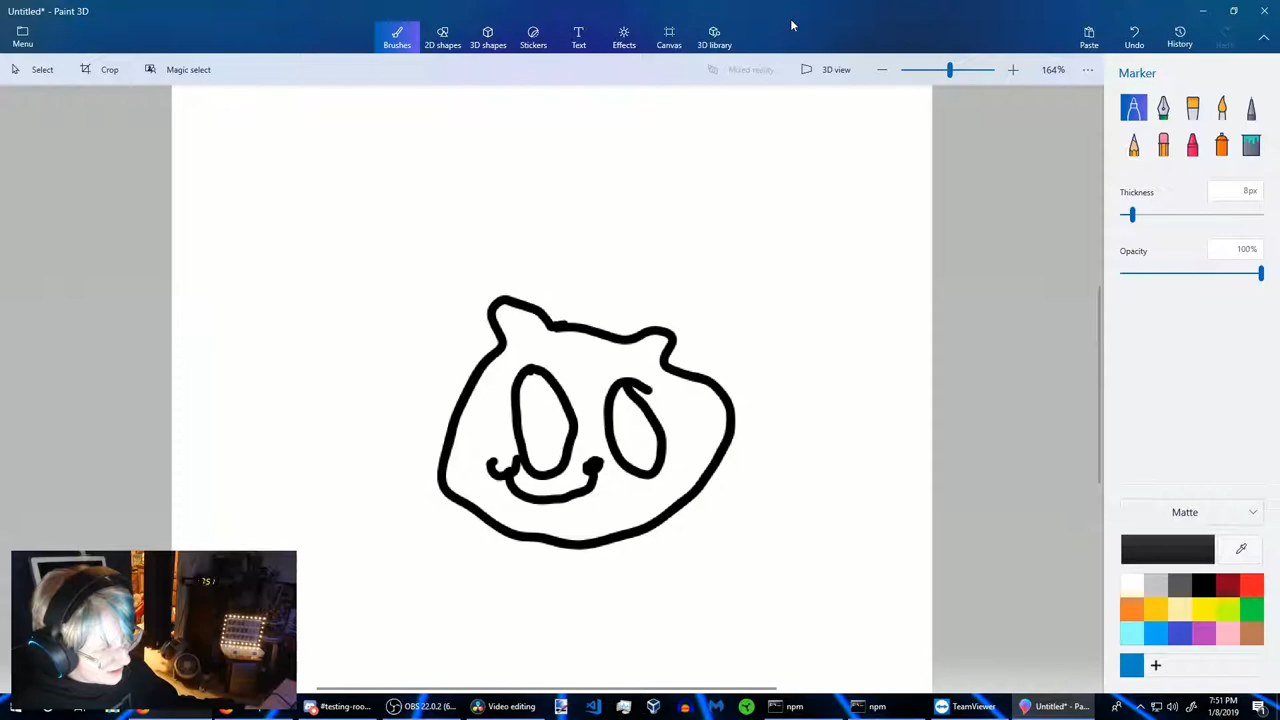 Untitled* - Paint 3D
Menu
Brushes
2D shapes
3D shapes
Stickers
Text
Effects
Canvas
3D library
Paste
Undo
History
Redo
Select
Crop
Magic select
Mixed reality
3D view
164%
Marker
Thickness
8px
Opacity
100%
Matte
#testing-roo...
OBS 22.0.2 (6...
Video editing
npm
npm
TeamViewer
Untitled* - Pa...
7:51 PM
1/8/2019